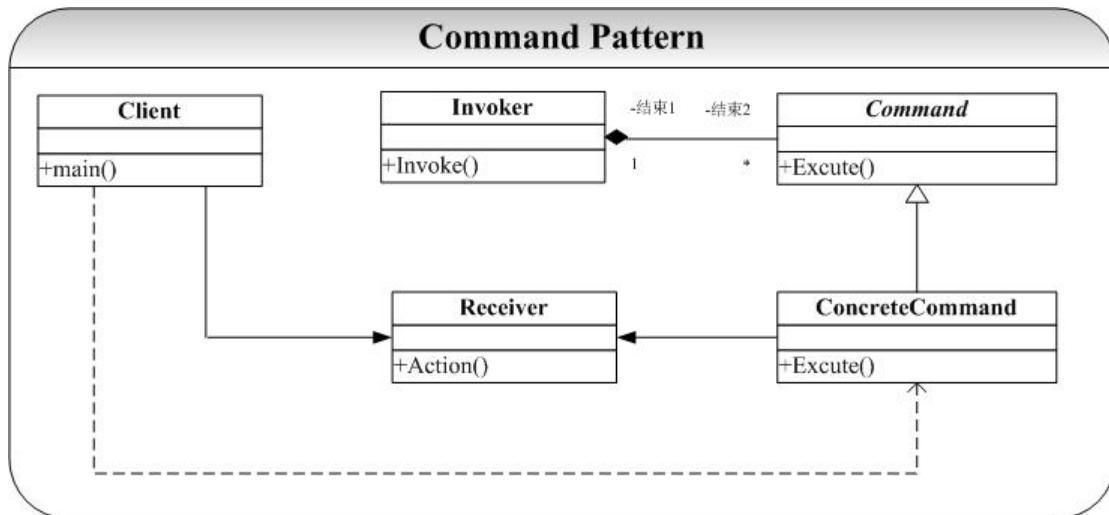 Command Pattern
Client
+main()
Invoker
+Invoke()
-结束1
-结束2
1
*
Command
+Excute()
Receiver
+Action()
ConcreteCommand
+Excute()